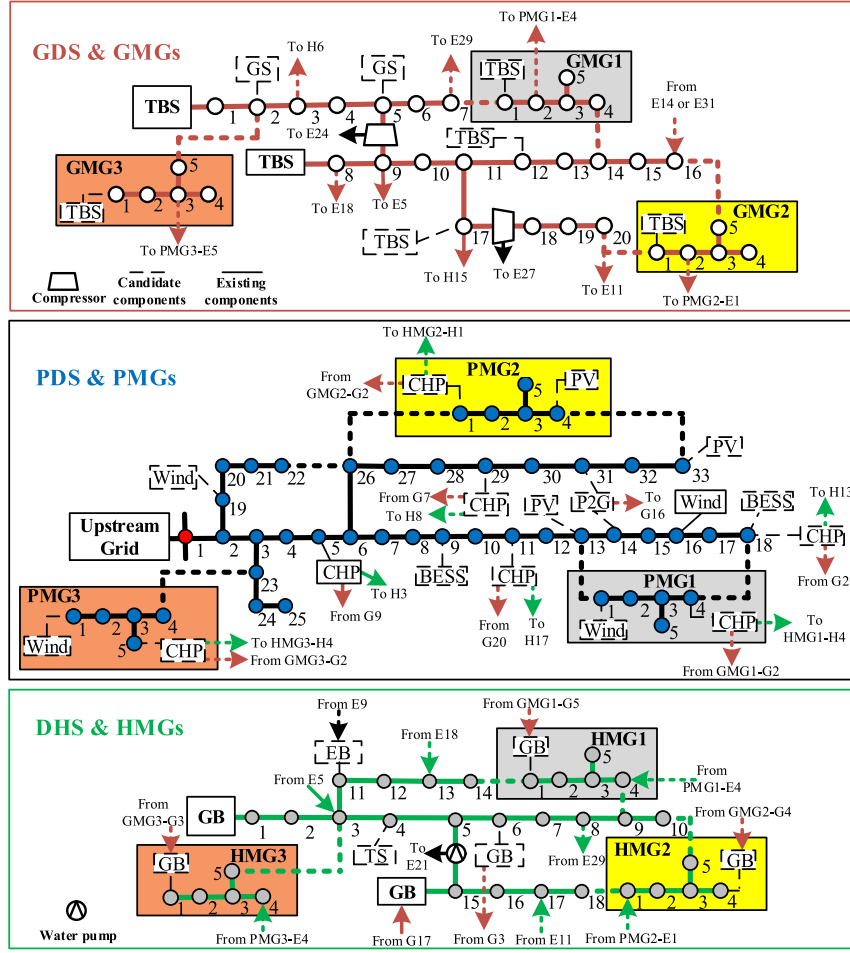 GDS & GMGs
To H6
To E29
To PMG1-E4
GS
GS
TBS
GMG1
5
From
E14 or E31
TBS
1
2
3
4
5
6
7
1
2
3
4
To E24
TBS
TBS
GMG3
5
8
9
10
11
12
13
14
15
16
1
2
3
4
TBS
To E18
To E5
GMG2
TBS
5
TBS
17
18
19
20
1
2
3
4
To PMG3-E5
To H15
To E27
To E11
To PMG2-E1
Compressor
Candidate
components
Existing
components
To HMG2-H1
PDS & PMGs
From
GMG2-G2
CHP
PMG2
5
PV
1
2
3
4
PV
Wind
20
21
22
26
27
28
29
30
31
32
33
19
From G7
To H8
CHP
PV
P2G
To
G16
Wind
BESS
To H13
Upstream
Grid
1
2
3
4
5
6
7
8
9
10
11
12
13
14
15
16
17
18
CHP
From G2
CHP
To H3
BESS
CHP
23
PMG3
24
25
From G9
From
G20
To
H17
PMG1
1
2
3
4
5
Wind
CHP
To
HMG1-H4
1
2
3
4
5
Wind
CHP
To HMG3-H4
From GMG3-G2
From GMG1-G2
DHS & HMGs
From E9
From GMG1-G5
EB
From E18
GB
HMG1
5
From E5
11
12
13
14
1
2
3
4
From
PMG1-E4
From
GMG3-G3
GB
1
2
3
4
5
6
7
8
9
10
From GMG2-G4
GB
HMG3
5
TS
To
E21
GB
From E29
HMG2
5
GB
1
2
3
4
GB
15
16
17
18
1
2
3
4
Water pump
From PMG3-E4
From G17
From G3
From E11
From PMG2-E1